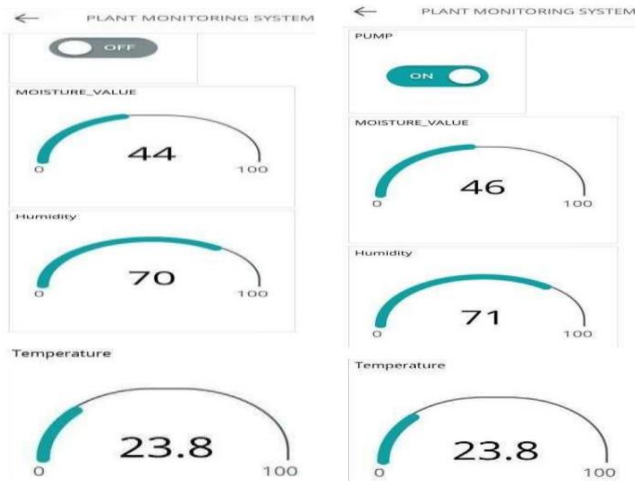 PLANT MONITORING SYSTEM
OFF
MOISTURE_VALUE
44
0 100
Humidity
70
0 100
Temperature
23.8
0 100
PLANT MONITORING SYSTEM
PUMP
ON
MOISTURE_VALUE
46
0 100
Humidity
71
0 100
Temperature
23.8
0 100